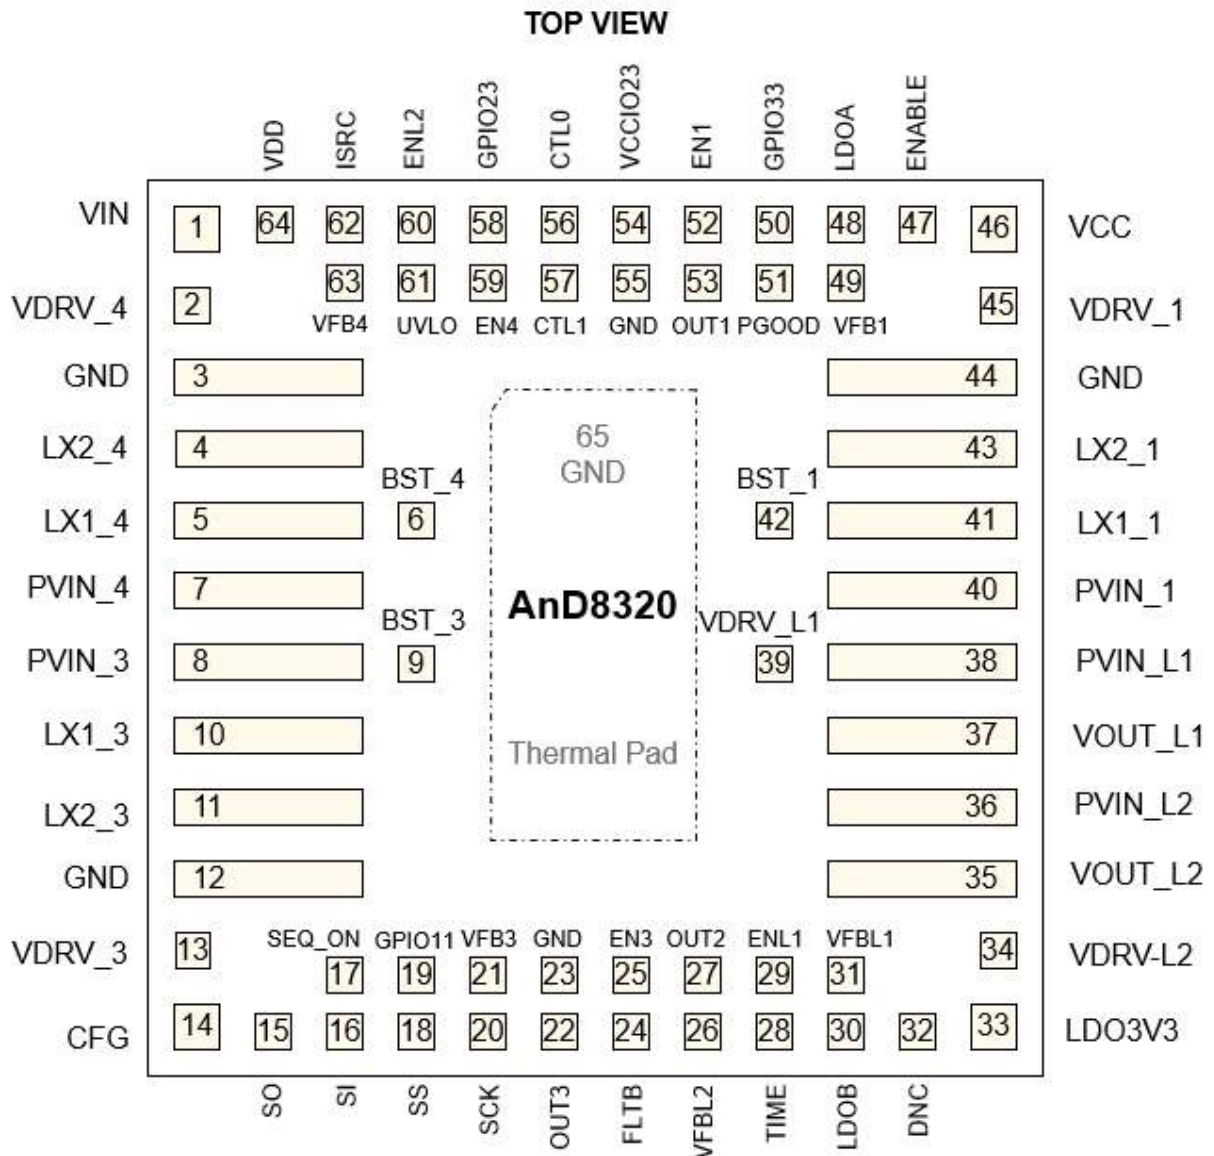 TOP VIEW
VDD ISRC ENL2 GPIO23 CTL0 VCCIO23 EN1 GPIO33 LDOA ENABLE
VIN 1 64 62 60 58 56 54 52 50 48 47 46 VCC
63 61 59 57 55 53 51 49
VDRV_4 2 45 VDRV_1
VFB4 UVLO EN4 CTL1 GND OUT1 PGOOD VFB1
GND 3 44 GND
65
GND
LX2_4 4 43 LX2_1
BST_4 BST_1
LX1_4 5 6 42 41 LX1_1
PVIN_4 7 40 PVIN_1
AnD8320
BST_3 VDRV_L1
PVIN_3 8 9 39 38 PVIN_L1
LX1_3 10 37 VOUT_L1
Thermal Pad
LX2_3 11 36 PVIN_L2
GND 12 35 VOUT_L2
SEQ_ON GPIO11 VFB3 GND EN3 OUT2 ENL1 VFBL1
VDRV_3 13 34 VDRV-L2
17 19 21 23 25 27 29 31
CFG 14 15 16 18 20 22 24 26 28 30 32 33 LDO3V3
SO SI SS SCK OUT3 FLTB VFBL2 TIME LDOB DNC